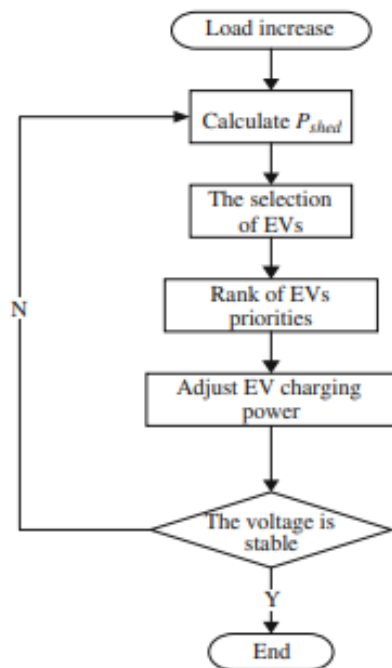 Load increase
Calculate P_shed
The selection
of EVs
Rank of EVs
priorities
N
Adjust EV charging
power
The voltage is
stable
Y
End